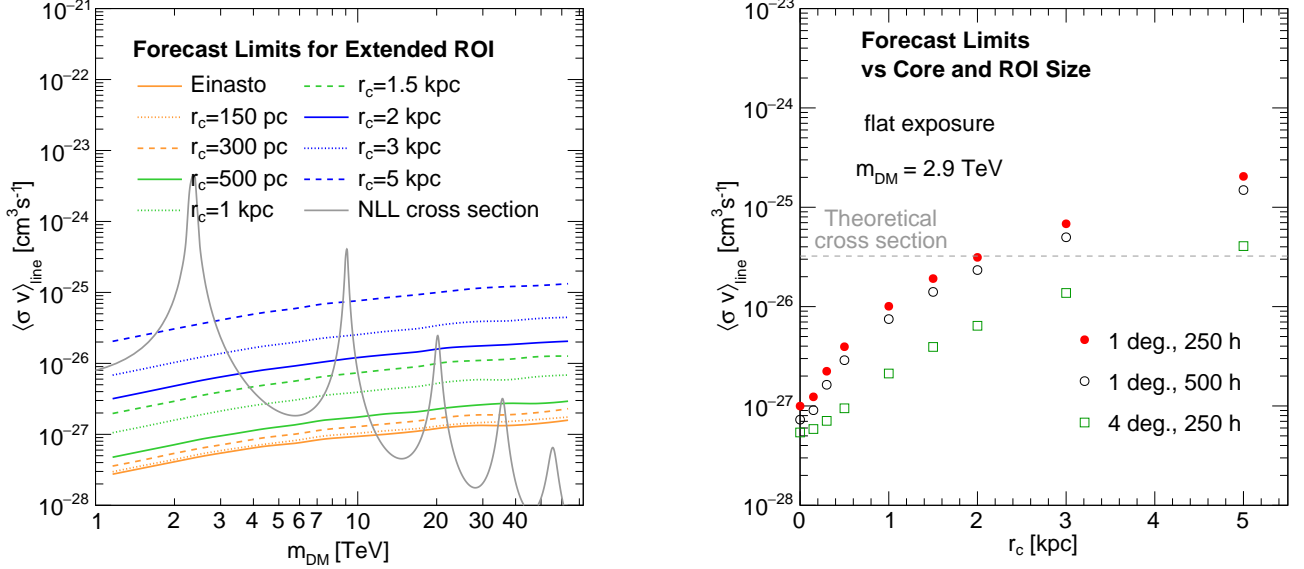 Forecast Limits for Extended ROI
Einasto
r_c=150 pc
r_c=300 pc
r_c=500 pc
r_c=1 kpc
r_c=1.5 kpc
r_c=2 kpc
r_c=3 kpc
r_c=5 kpc
NLL cross section
⟨σ v⟩_line [cm³s⁻¹]
10⁻²¹
10⁻²²
10⁻²³
10⁻²⁴
10⁻²⁵
10⁻²⁶
10⁻²⁷
10⁻²⁸
1 2 3 4 5 6 7 10 20 30 40
m_DM [TeV]
Forecast Limits
vs Core and ROI Size
flat exposure
m_DM = 2.9 TeV
Theoretical
cross section
1 deg., 250 h
1 deg., 500 h
4 deg., 250 h
⟨σ v⟩_line [cm³s⁻¹]
10⁻²³
10⁻²⁴
10⁻²⁵
10⁻²⁶
10⁻²⁷
10⁻²⁸
0 1 2 3 4 5
r_c [kpc]